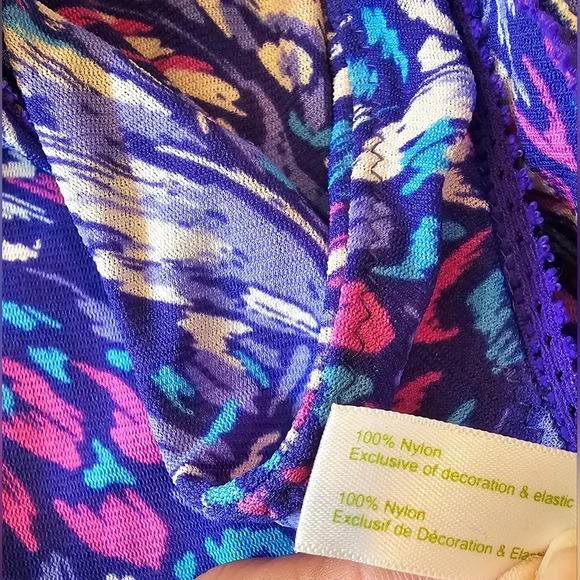 100% Nylon
Exclusive of decoration & elastic
100% Nylon
Exclusif de Décoration &